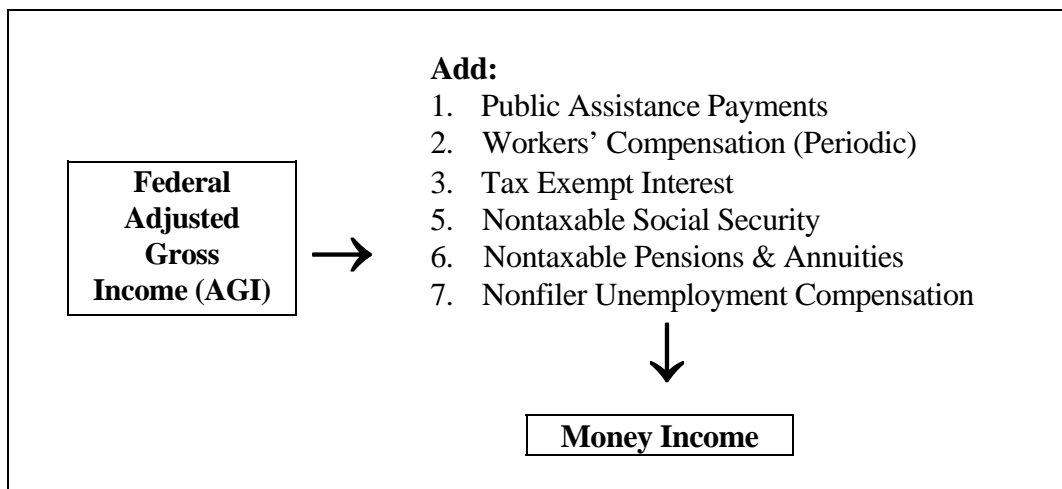 Federal
Adjusted
Gross
Income (AGI)
Add:
1. Public Assistance Payments
2. Workers’ Compensation (Periodic)
3. Tax Exempt Interest
5. Nontaxable Social Security
6. Nontaxable Pensions & Annuities
7. Nonfiler Unemployment Compensation
Money Income